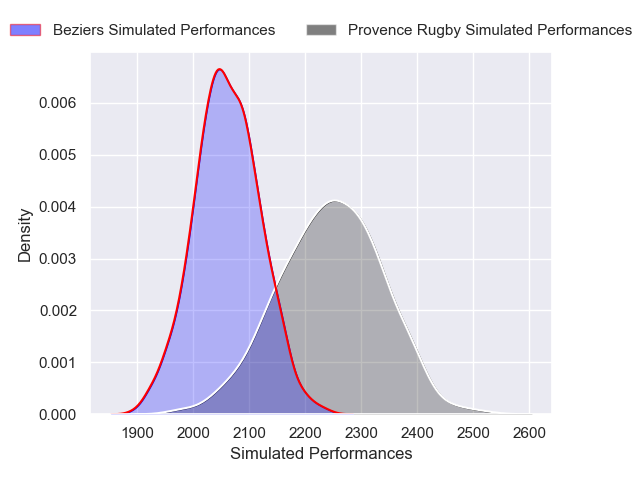 Beziers Simulated Performances
Provence Rugby Simulated Performances
0.006
0.005
0.004
0.003
0.002
0.001
0.000
Density
1900 2000 2100 2200 2300 2400 2500 2600
Simulated Performances